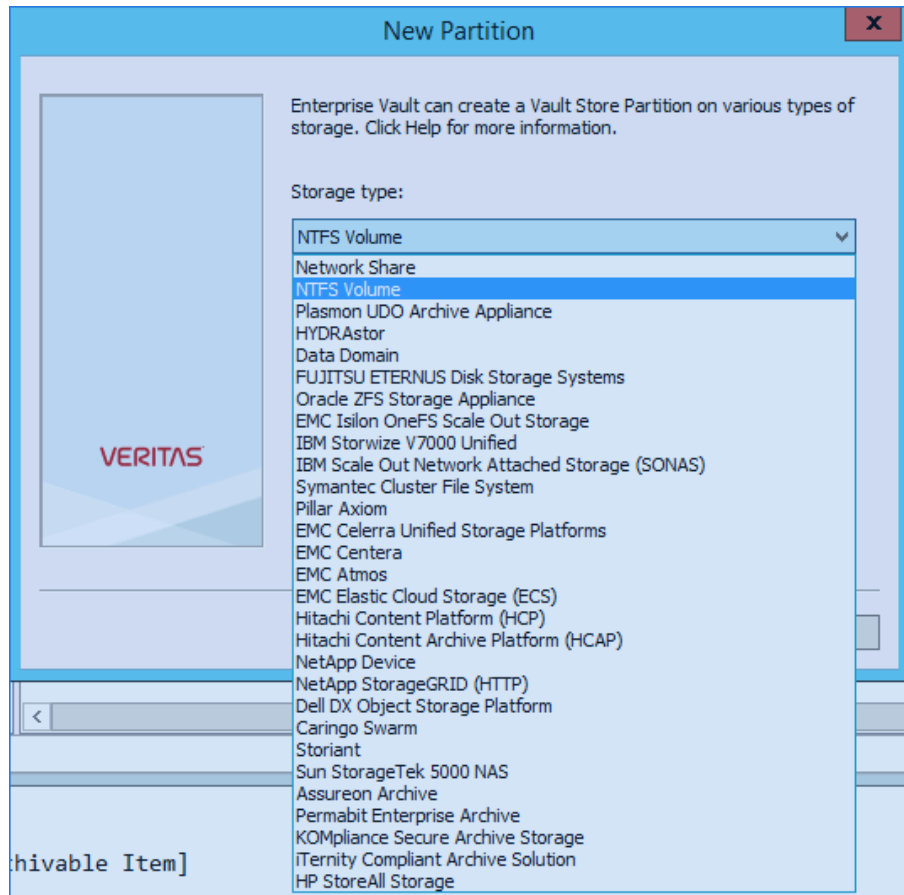 New Partition
x
Enterprise Vault can create a Vault Store Partition on various types of
storage. Click Help for more information.
Storage type:
NTFS Volume
Network Share
NTFS Volume
Plasmon UDO Archive Appliance
HYDRAstor
Data Domain
FUJITSU ETERNUS Disk Storage Systems
Oracle ZFS Storage Appliance
EMC Isilon OneFS Scale Out Storage
IBM Storwize V7000 Unified
IBM Scale Out Network Attached Storage (SONAS)
Symantec Cluster File System
Pillar Axiom
EMC Celerra Unified Storage Platforms
EMC Centera
EMC Atmos
EMC Elastic Cloud Storage (ECS)
Hitachi Content Platform (HCP)
Hitachi Content Archive Platform (HCAP)
NetApp Device
NetApp StorageGRID (HTTP)
Dell DX Object Storage Platform
Caringo Swarm
Storiant
Sun StorageTek 5000 NAS
Assureon Archive
Permabit Enterprise Archive
KOMpliance Secure Archive Storage
iTernity Compliant Archive Solution
HP StoreAll Storage
VERITAS
chivable Item]